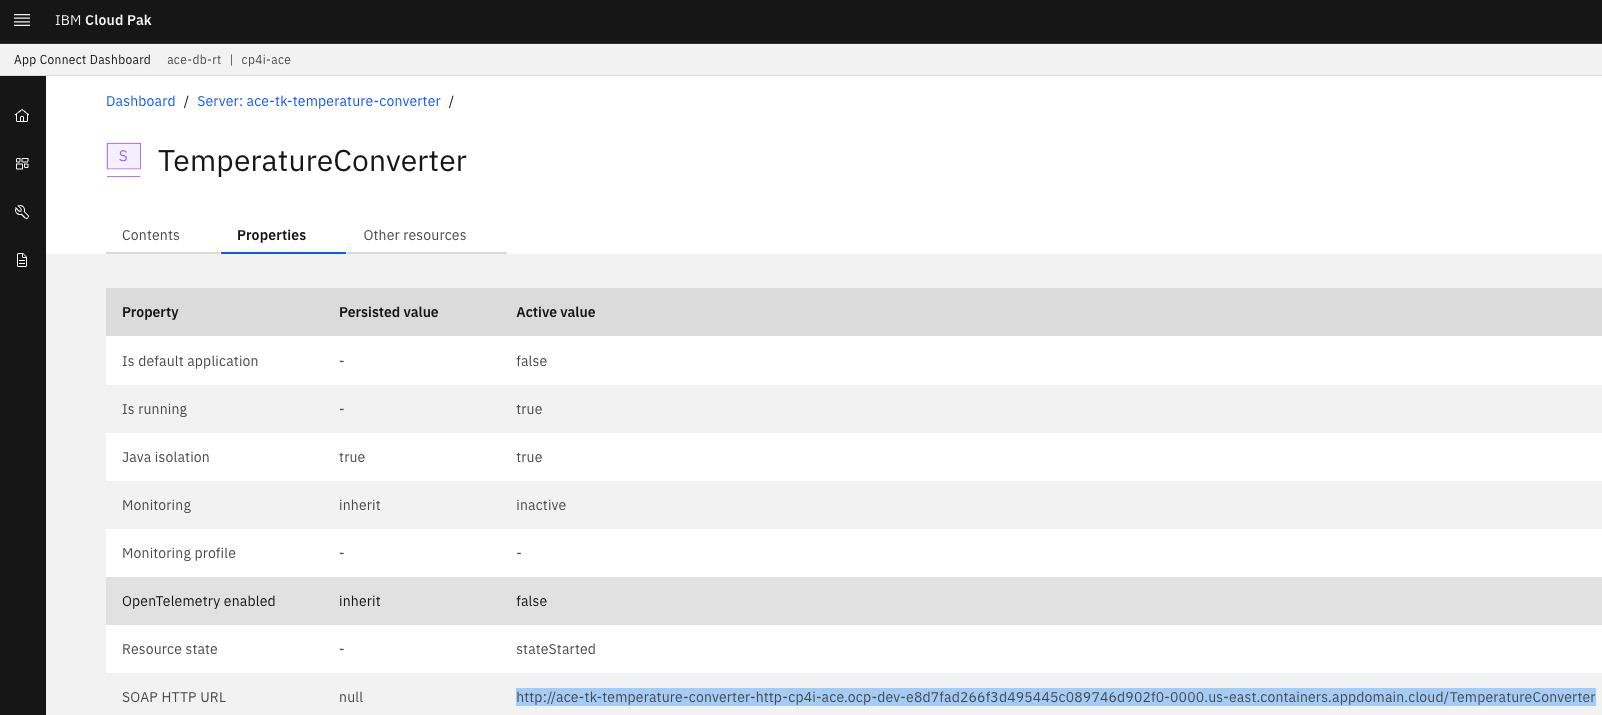 IBM Cloud Pak
App Connect Dashboard ace-db-rt | cp4i-ace
Dashboard / Server: ace-tk-temperature-converter /
S TemperatureConverter
Contents Properties Other resources
Property Persisted value Active value
Is default application - false
Is running - true
Java isolation true true
Monitoring inherit inactive
Monitoring profile - -
OpenTelemetry enabled inherit false
Resource state - stateStarted
SOAP HTTP URL null http://ace-tk-temperature-converter-http-cp4i-ace.ocp-dev-e8d7fad266f3d495445c089746d902f0-0000.us-east.containers.appdomain.cloud/TemperatureConverter